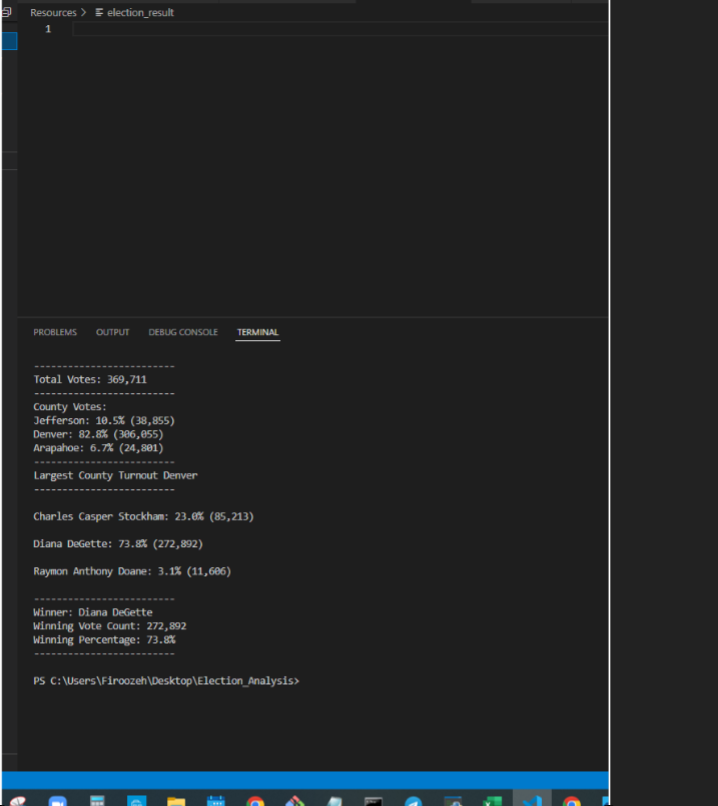 Resources > election_result
1
PROBLEMS OUTPUT DEBUG CONSOLE TERMINAL
-------------------------
Total Votes: 369,711
-------------------------
County Votes:
Jefferson: 10.5% (38,855)
Denver: 82.8% (306,055)
Arapahoe: 6.7% (24,801)
-------------------------
Largest County Turnout Denver
-------------------------
Charles Casper Stockham: 23.0% (85,213)
Diana DeGette: 73.8% (272,892)
Raymon Anthony Doane: 3.1% (11,606)
-------------------------
Winner: Diana DeGette
Winning Vote Count: 272,892
Winning Percentage: 73.8%
-------------------------
PS C:\Users\Firoozeh\Desktop\Election_Analysis>